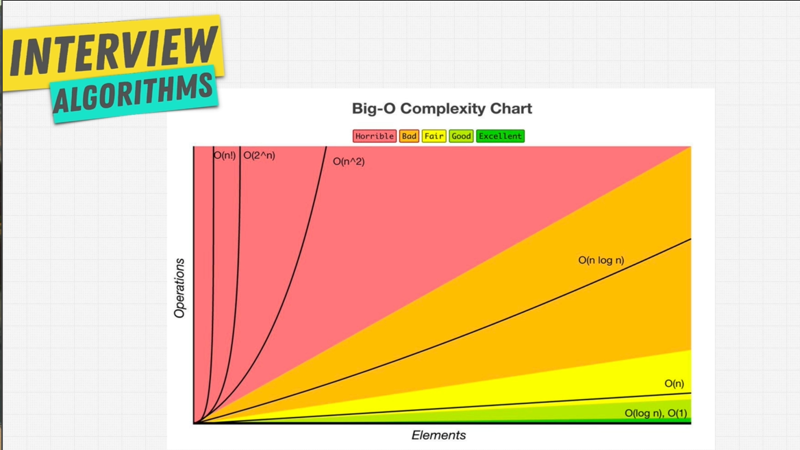 INTERVIEW
ALGORITHMS
Big-O Complexity Chart
Horrible Bad Fair Good Excellent
O(n!) O(2^n) O(n^2)
O(n log n)
O(n)
O(log n), O(1)
Operations
Elements